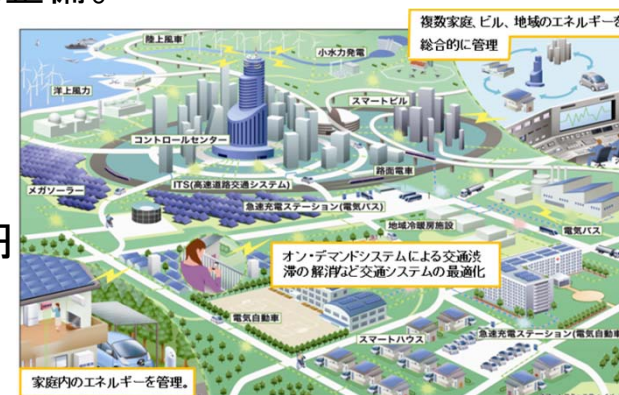 複数家庭、ビル、地域のエネルギーを
総合的に管理
陸上風車
小水力発電
洋上風力
スマートビル
コントロールセンター
路面電車
ITS(高速道路交通システム)
メガソーラー
急速充電ステーション(電気バス)
地域冷暖房施設
電気バス
円
オン・デマンドシステムによる交通渋
滞の解消など交通システムの最適化
電気自動車
スマートハウス
急速充電ステーション(電気自動車
家庭内のエネルギーを管理。